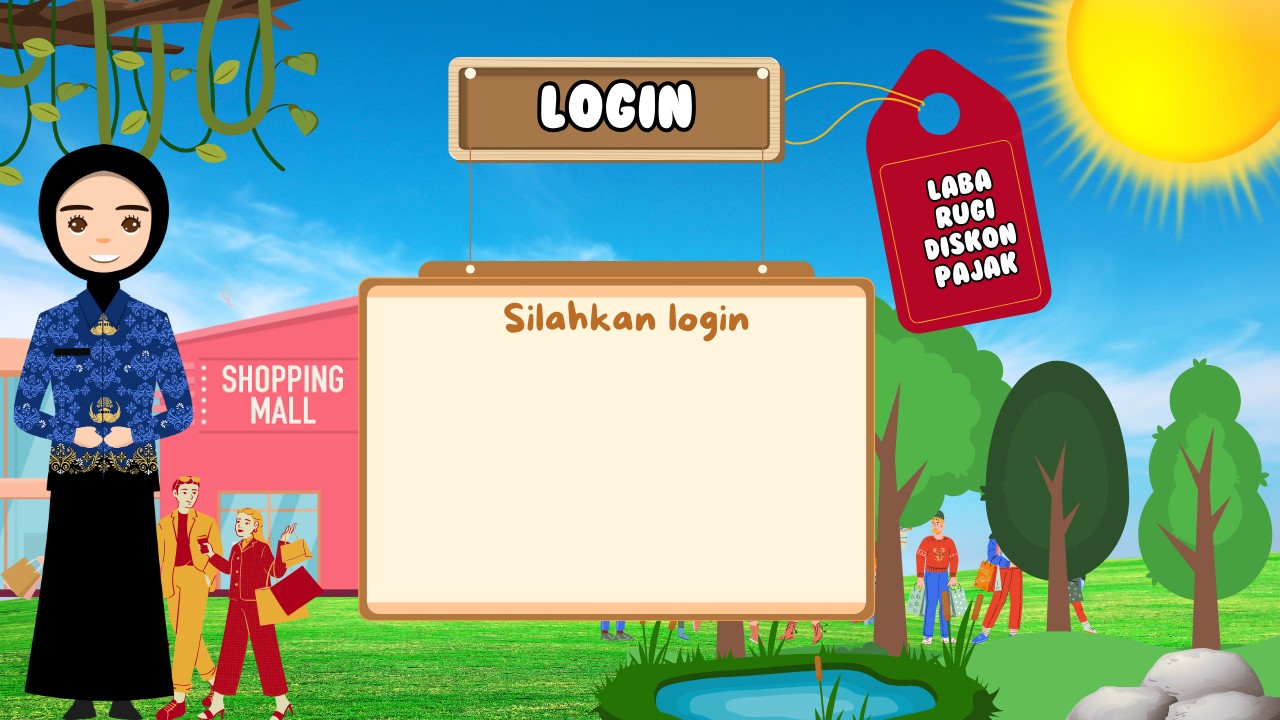 LOGIN
LABA
RUGI
DISKON
PAJAK
Silahkan login
SHOPPING
MALL